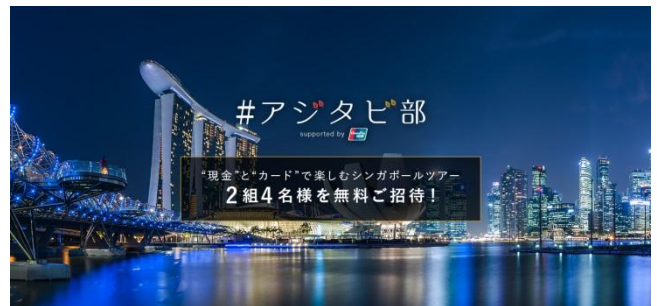 #アジタビ部
supported by
“現金”と“カード”で楽しむシンガポールツアー
2組4名様を無料ご招待！